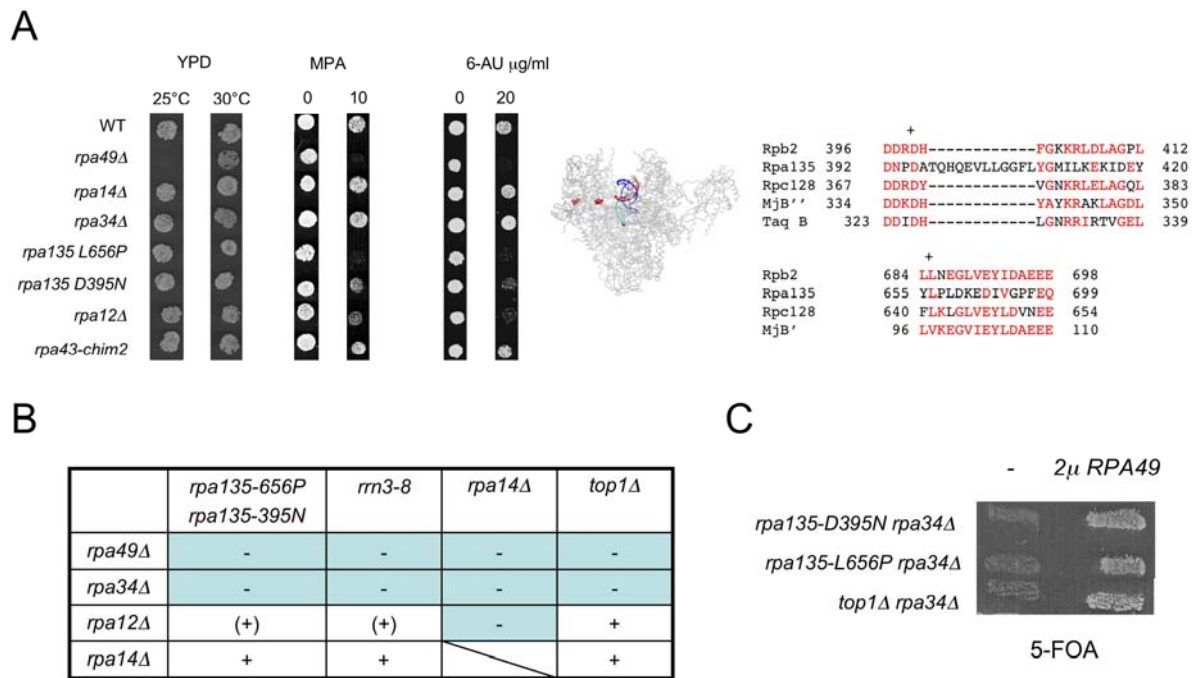 A
YPD MPA 6-AU µg/ml
25°C 30°C 0 10 0 20
WT
rpa49Δ
rpa14Δ
rpa34Δ
rpa135 L656P
rpa135 D395N
rpa12Δ
rpa43-chim2
+
Rpb2 396 DDRDH------------FGKKRLDLAGPL 412
Rpa135 392 DNPDATQHQEVLLGGFLYGMILKEKIDEY 420
Rpc128 367 DDRDY------------VGNKRLELAGQL 383
MjB'' 334 DDKDH------------YAYKRAKLAGDL 350
Taq B 323 DDIDH------------LGNRRIRTVGEL 339
+
Rpb2 684 LLNEGLVEYIDAEEE 698
Rpa135 655 YLPLDKEDIVGPFEQ 699
Rpc128 640 FLKLGLVEYLDVNEE 654
MjB' 96 LVKEGVIEYLDAEEE 110
B
rpa135-656P
rpa135-395N rrn3-8 rpa14Δ top1Δ
rpa49Δ - - - -
rpa34Δ - - - -
rpa12Δ (+) (+) - +
rpa14Δ + + +
C
- 2µ RPA49
rpa135-D395N rpa34Δ
rpa135-L656P rpa34Δ
top1Δ rpa34Δ
5-FOA